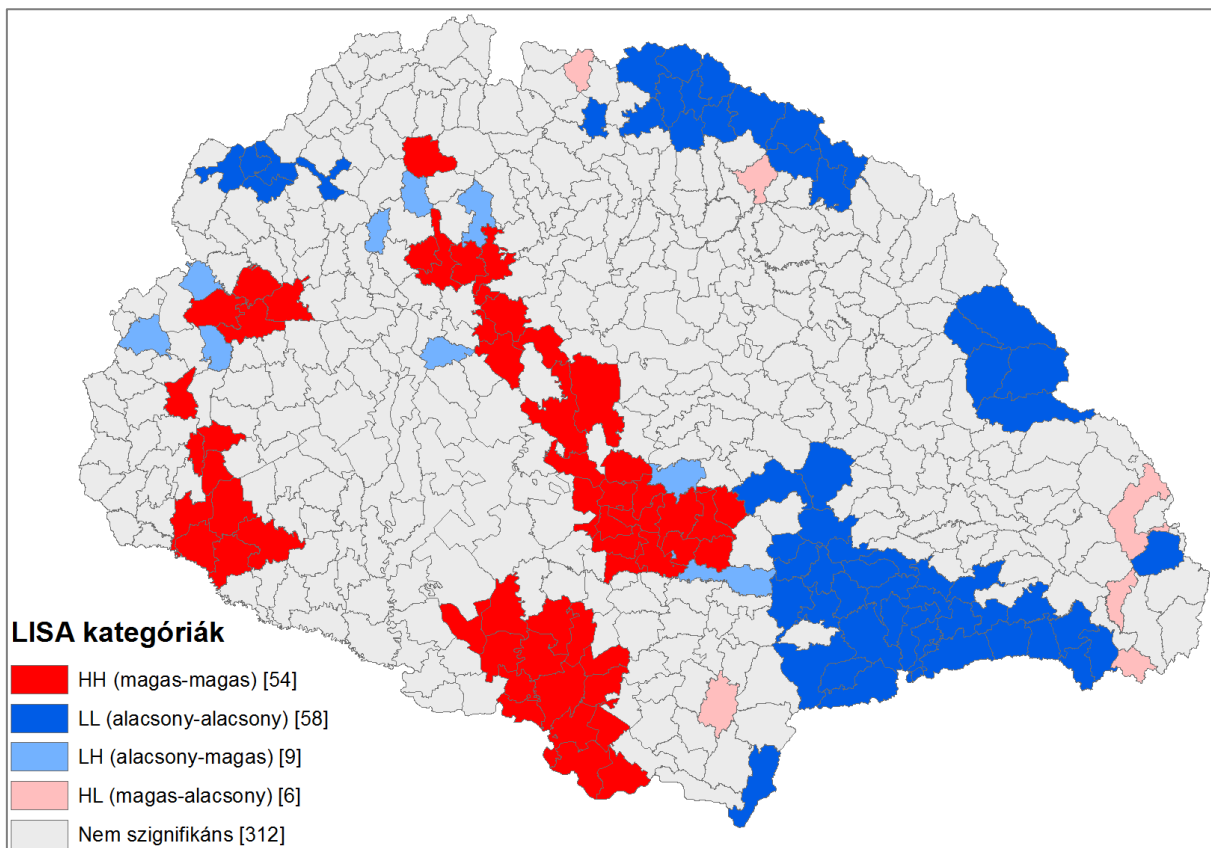 LISA kategóriák
HH (magas-magas) [54]
LL (alacsony-alacsony) [58]
LH (alacsony-magas) [9]
HL (magas-alacsony) [6]
Nem szignifikáns [312]